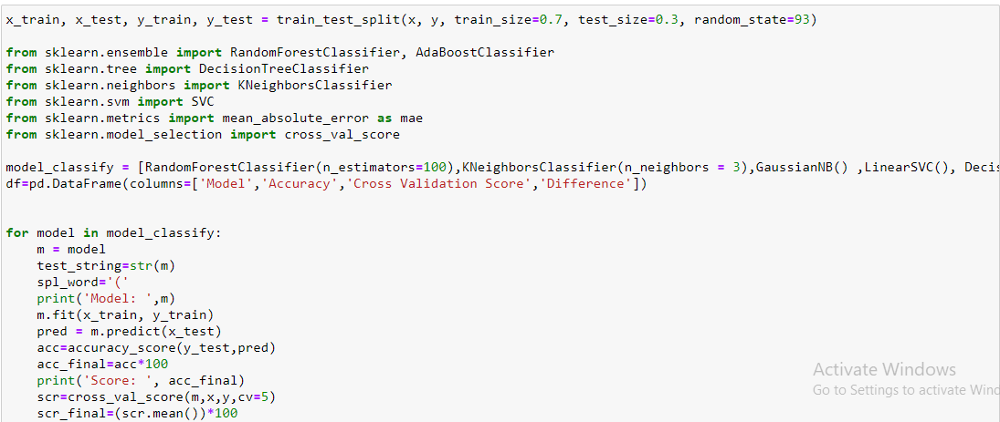 x_train, x_test, y_train, y_test = train_test_split(x, y, train_size=0.7, test_size=0.3, random_state=93)
from sklearn.ensemble import RandomForestClassifier, AdaBoostClassifier
from sklearn.tree import DecisionTreeClassifier
from sklearn.neighbors import KNeighborsClassifier
from sklearn.svm import SVC
from sklearn.metrics import mean_absolute_error as mae
from sklearn.model_selection import cross_val_score
model_classify = [RandomForestClassifier(n_estimators=100),KNeighborsClassifier(n_neighbors = 3),GaussianNB() ,LinearSVC(), Decis
df=pd.DataFrame(columns=['Model','Accuracy','Cross Validation Score','Difference'])
for model in model_classify:
    m = model
    test_string=str(m)
    spl_word='('
    print('Model: ',m)
    m.fit(x_train, y_train)
    pred = m.predict(x_test)
    acc=accuracy_score(y_test,pred)
    acc_final=acc*100
    print('Score: ', acc_final)
    scr=cross_val_score(m,x,y,cv=5)
    scr_final=(scr.mean())*100
Activate Windows
Go to Settings to activate Wind